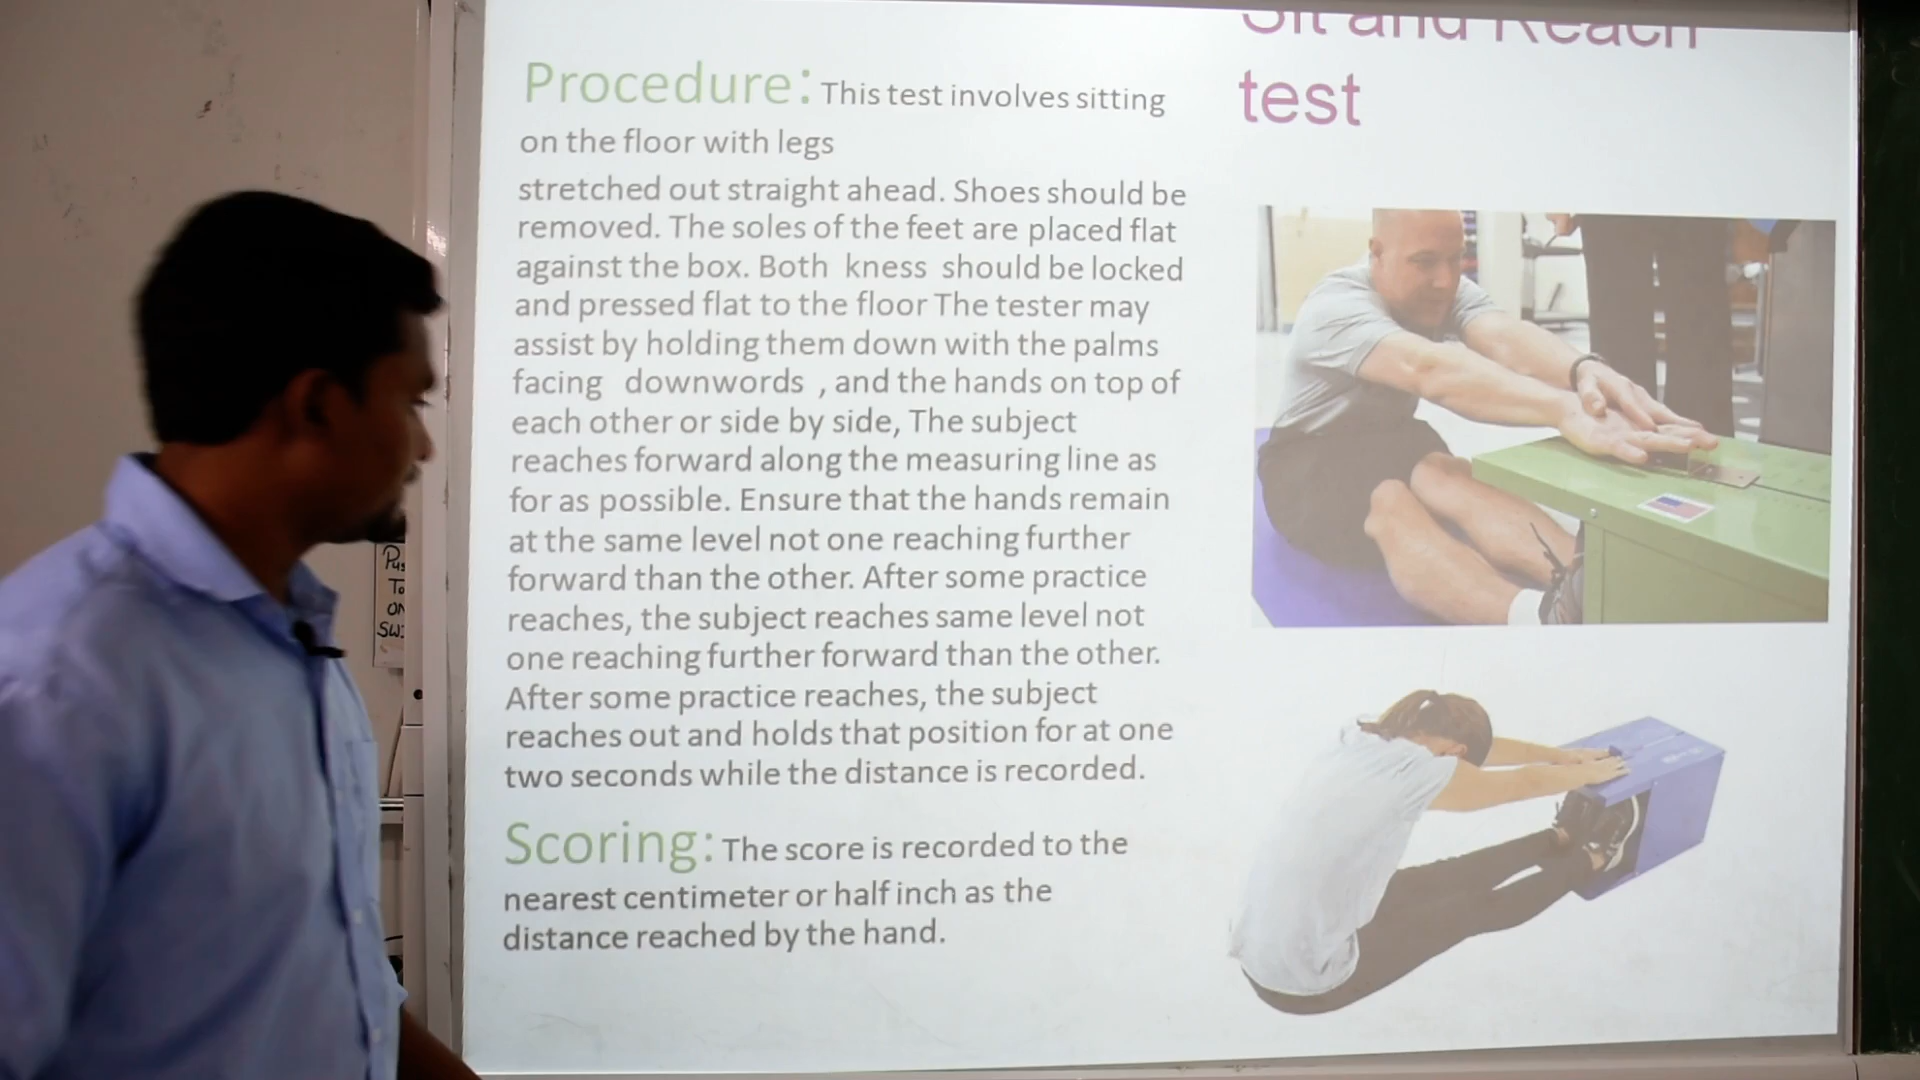 Sit and Reach
test
Procedure: This test involves sitting
on the floor with legs
stretched out straight ahead. Shoes should be
removed. The soles of the feet are placed flat
against the box. Both kness should be locked
and pressed flat to the floor The tester may
assist by holding them down with the palms
facing downwords , and the hands on top of
each other or side by side, The subject
reaches forward along the measuring line as
for as possible. Ensure that the hands remain
at the same level not one reaching further
forward than the other. After some practice
reaches, the subject reaches same level not
one reaching further forward than the other.
After some practice reaches, the subject
reaches out and holds that position for at one
two seconds while the distance is recorded.
Scoring: The score is recorded to the
nearest centimeter or half inch as the
distance reached by the hand.